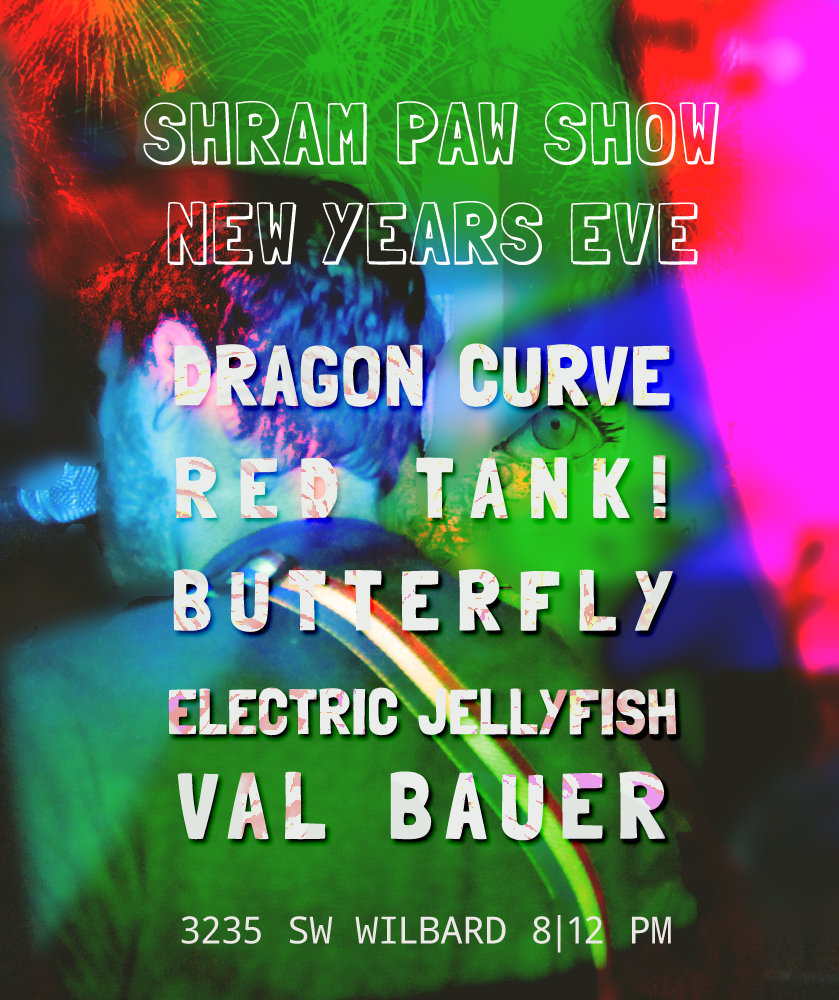 SHRAM PAW SHOW
NEW YEARS EVE
DRAGON CURVE
RED TANK!
BUTTERFLY
ELECTRIC JELLYFISH
VAL BAUER
3235 SW WILBARD 8|12 PM